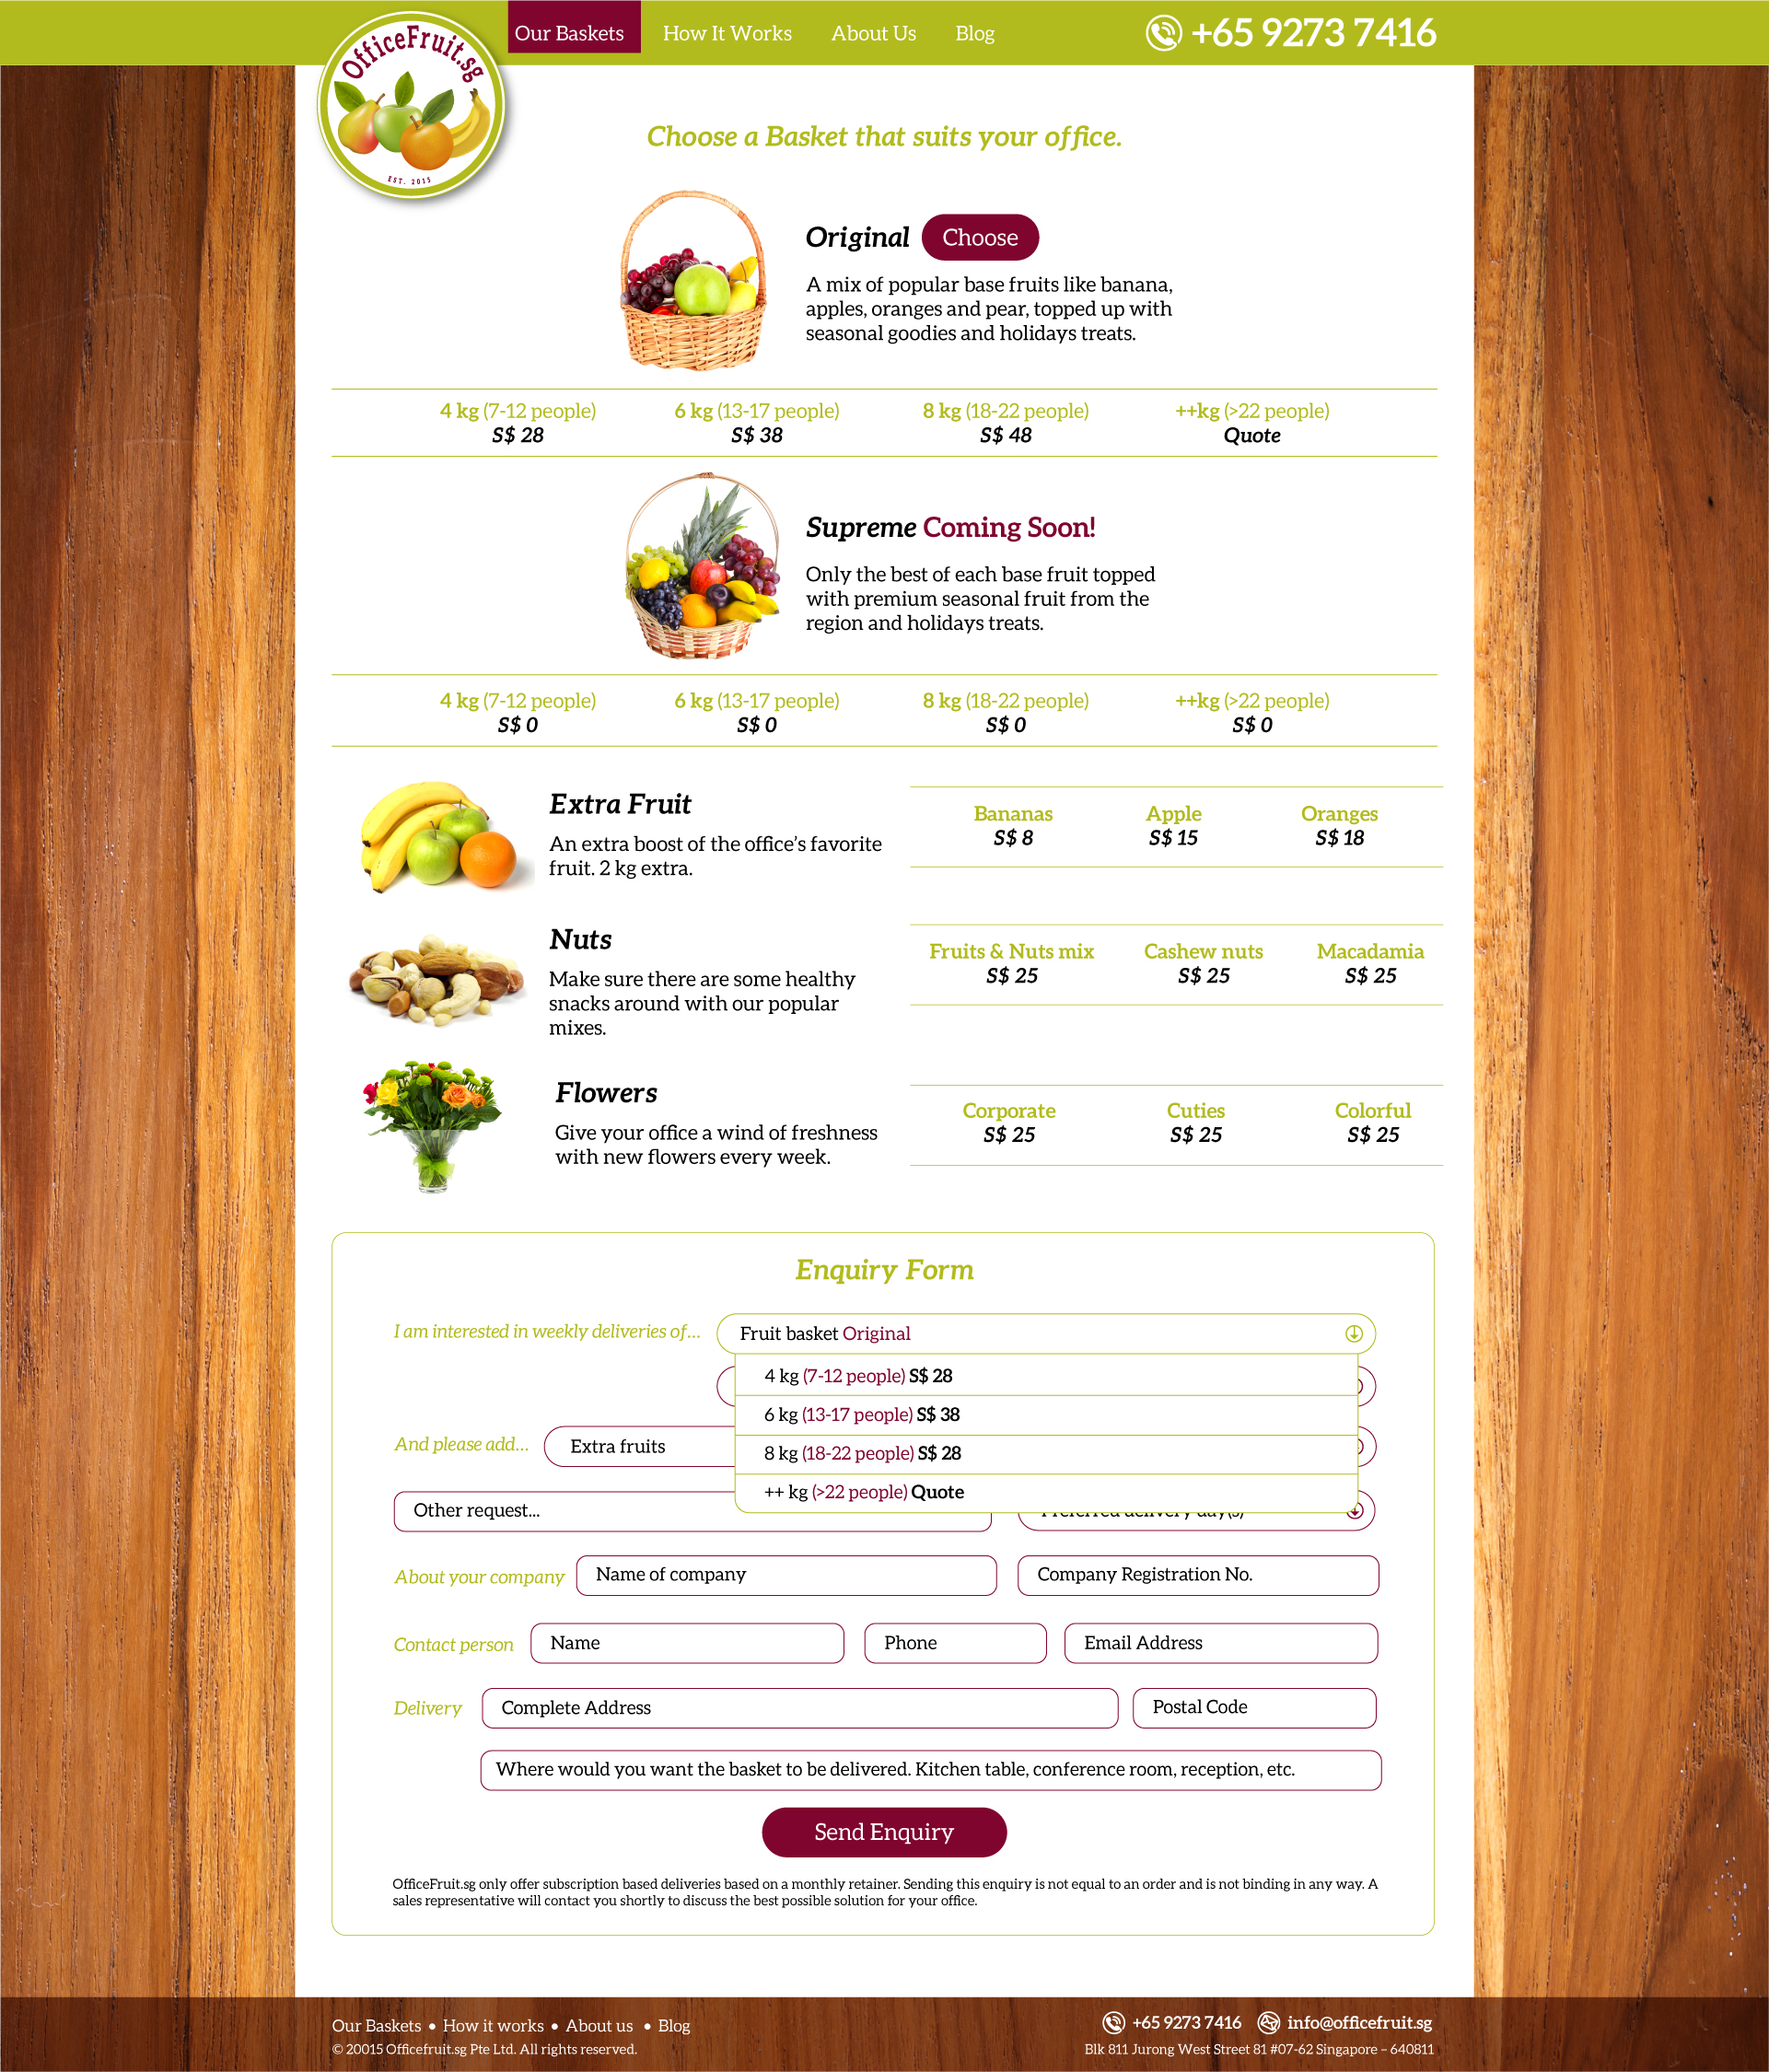 Our Baskets How It Works About Us Blog +65 9273 7416
OfficeFruit.sg
EST. 2015
Choose a Basket that suits your office.
Original Choose
A mix of popular base fruits like banana,
apples, oranges and pear, topped up with
seasonal goodies and holidays treats.
4 kg (7-12 people) 6 kg (13-17 people) 8 kg (18-22 people) ++kg (>22 people)
S$ 28 S$ 38 S$ 48 Quote
Supreme Coming Soon!
Only the best of each base fruit topped
with premium seasonal fruit from the
region and holidays treats.
4 kg (7-12 people) 6 kg (13-17 people) 8 kg (18-22 people) ++kg (>22 people)
S$ 0 S$ 0 S$ 0 S$ 0
Extra Fruit
An extra boost of the office's favorite
fruit. 2 kg extra.
Bananas Apple Oranges
S$ 8 S$ 15 S$ 18
Nuts
Make sure there are some healthy
snacks around with our popular
mixes.
Fruits & Nuts mix Cashew nuts Macadamia
S$ 25 S$ 25 S$ 25
Flowers
Give your office a wind of freshness
with new flowers every week.
Corporate Cuties Colorful
S$ 25 S$ 25 S$ 25
Enquiry Form
I am interested in weekly deliveries of... Fruit basket Original
4 kg (7-12 people) S$ 28
6 kg (13-17 people) S$ 38
And please add... Extra fruits
8 kg (18-22 people) S$ 28
++ kg (>22 people) Quote
Other request... Preferred delivery day(s)
About your company Name of company Company Registration No.
Contact person Name Phone Email Address
Delivery Complete Address Postal Code
Where would you want the basket to be delivered. Kitchen table, conference room, reception, etc.
Send Enquiry
OfficeFruit.sg only offer subscription based deliveries based on a monthly retainer. Sending this enquiry is not equal to an order and is not binding in any way. A
sales representative will contact you shortly to discuss the best possible solution for your office.
Our Baskets • How it works • About us • Blog +65 9273 7416 info@officefruit.sg
© 20015 Officefruit.sg Pte Ltd. All rights reserved. Blk 811 Jurong West Street 81 #07-62 Singapore – 640811